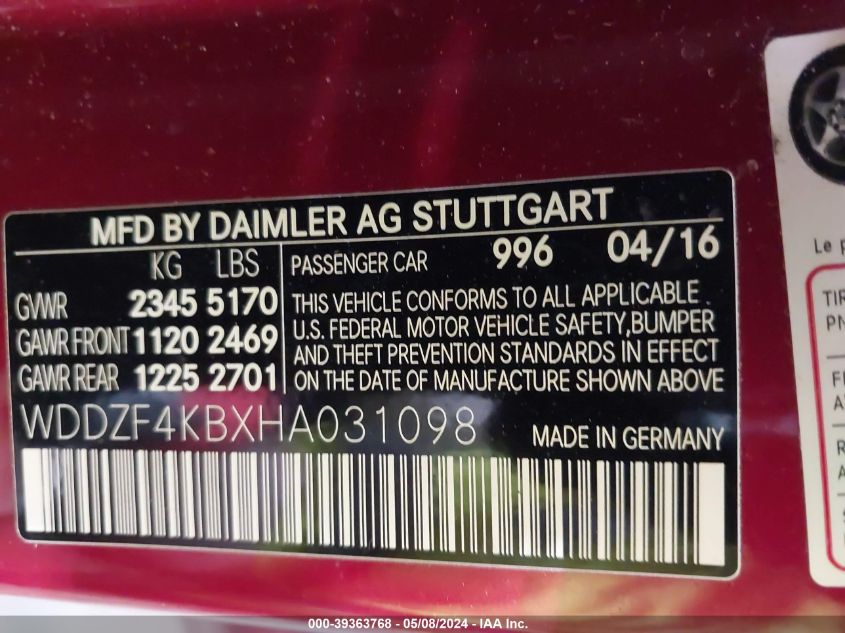 MFD BY DAIMLER AG STUTTGART
KG LBS
GVWR 2345 5170
GAWR FRONT 1120 2469
GAWR REAR 1225 2701
PASSENGER CAR 996 04/16
THIS VEHICLE CONFORMS TO ALL APPLICABLE
U.S. FEDERAL MOTOR VEHICLE SAFETY,BUMPER
AND THEFT PREVENTION STANDARDS IN EFFECT
ON THE DATE OF MANUFACTURE SHOWN ABOVE
WDDZF4KBXHA031098 MADE IN GERMANY
Le
TIR
PN
000-39363768 - 05/08/2024 - IAA Inc.